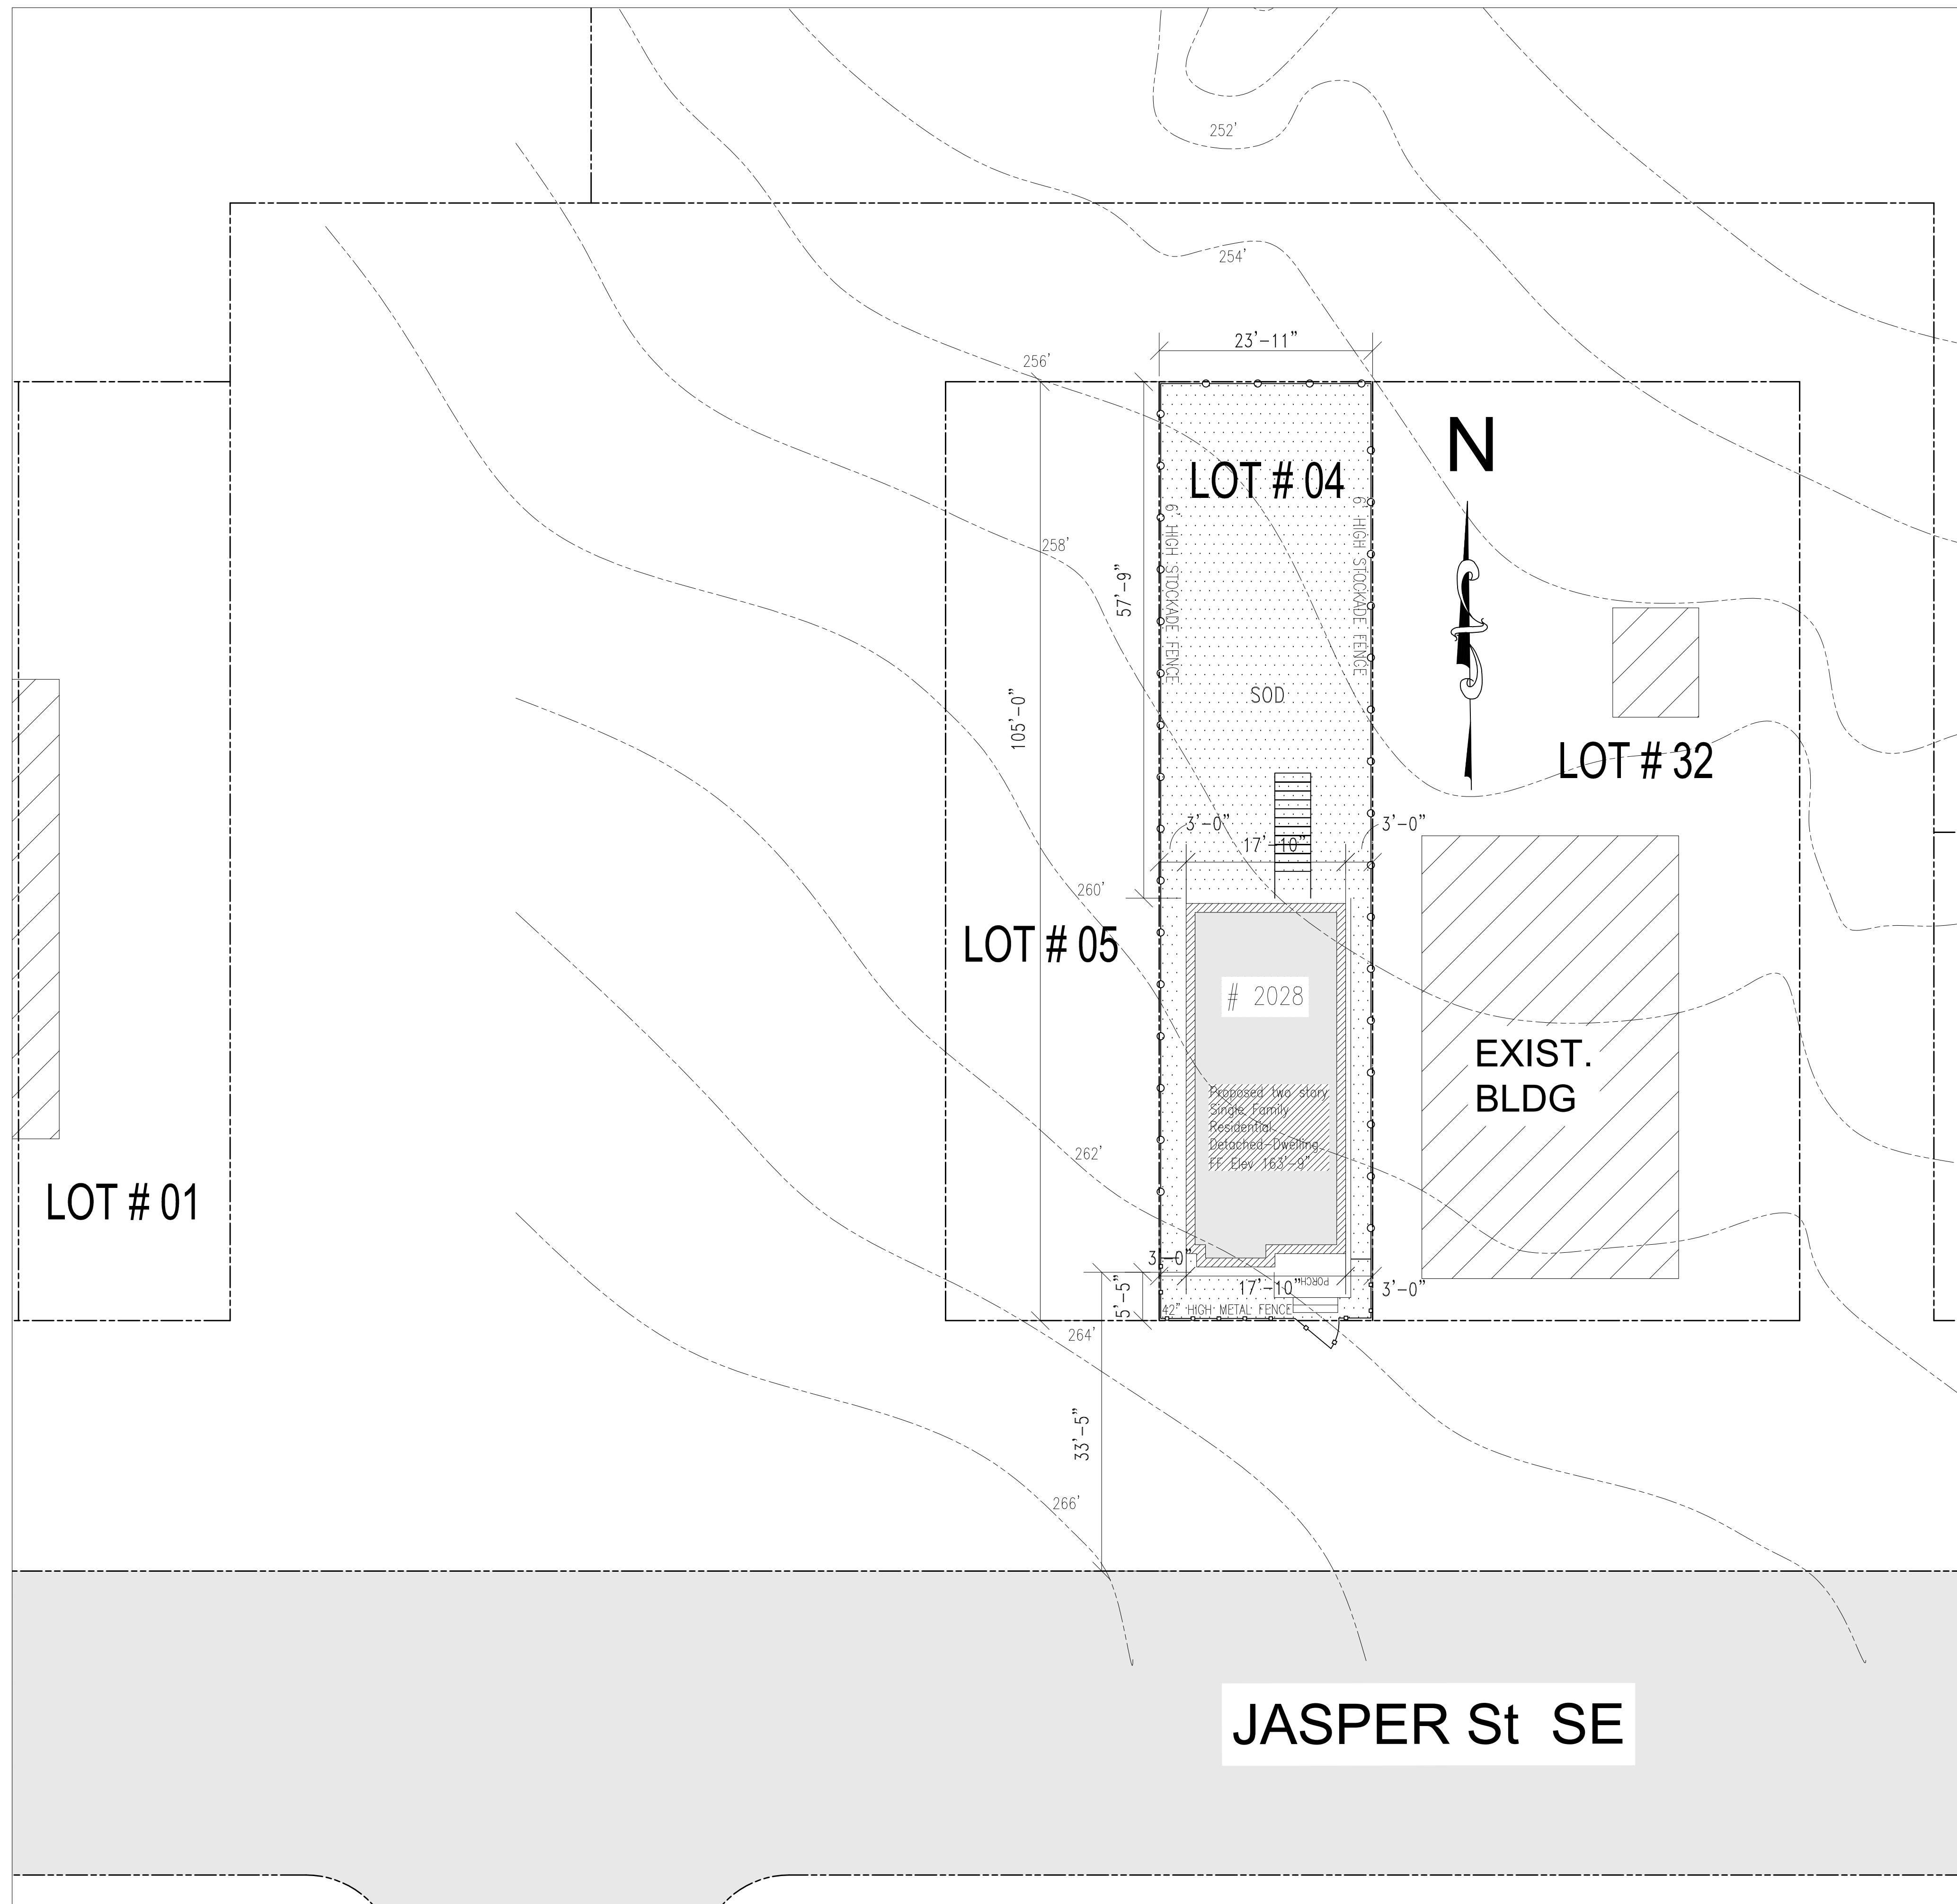 252'
254'
23'-11"
256'
N
LOT # 04
6' HIGH STOCKADE FENCE
6' HIGH STOCKADE FENCE
258'
57'-9"
SOD
105'-0"
LOT # 32
3'-0"
17'-10"
3'-0"
260'
LOT # 05
# 2028
EXIST.
BLDG
Proposed two story
Single Family
Residential
Detached-Dwelling
FF Elev 163'-9"
262'
LOT # 01
3'-0"
17'-10"
PORCH
3'-0"
5'-5"
42" HIGH METAL FENCE
264'
33'-5"
266'
JASPER St SE